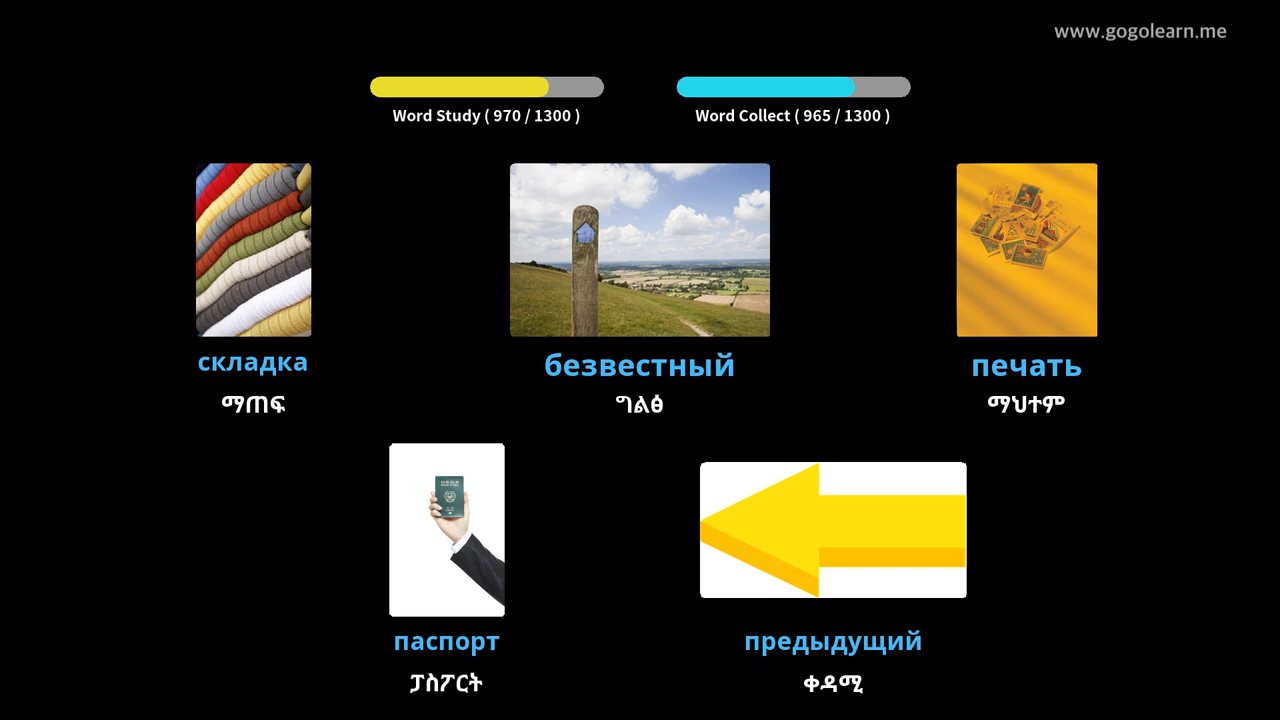 www.gogolearn.me
Word Study ( 970 / 1300 )
Word Collect ( 965 / 1300 )
складка
ማጠፍ
безвестный
ግልፅ
печать
ማህተም
паспорт
ፓስፖርት
предыдущий
ቀዳሚ